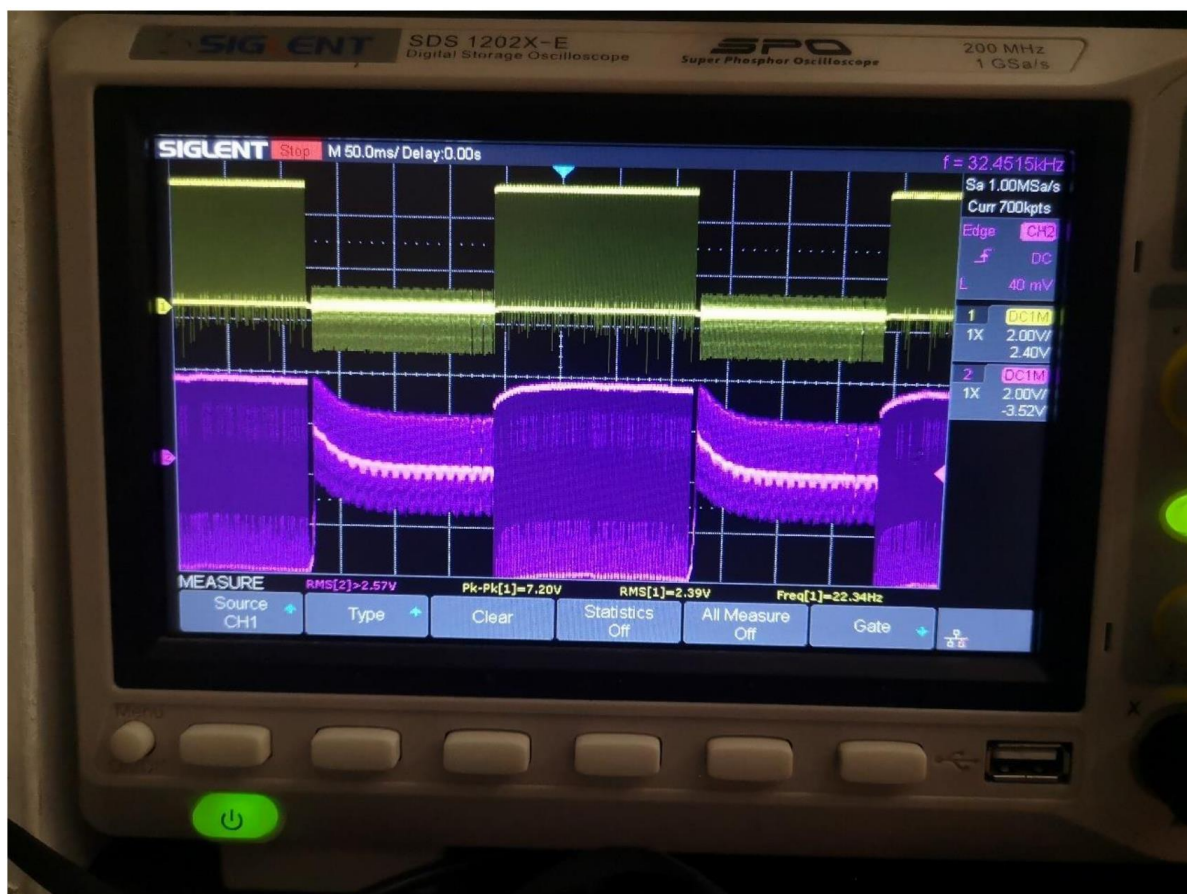 SIGLENT SDS 1202X-E SPO 200 MHz
Digital Storage Oscilloscope Super Phosphor Oscilloscope 1 GSa/s
SIGLENT Stop M 50.0ms/ Delay:0.00s f = 32.4515kHz
Sa 1.00MSa/s
Curr 700kpts
Edge CH2
DC
L 40 mV
1 DC1M
1X 2.00V/
2.40V
2 DC1M
1X 2.00V/
-3.52V
MEASURE RMS[2]>2.57V Pk-Pk[1]=7.20V RMS[1]=2.39V Freq[1]=22.34Hz
Source Type Clear Statistics All Measure Gate
CH1 Off Off
Menu
X